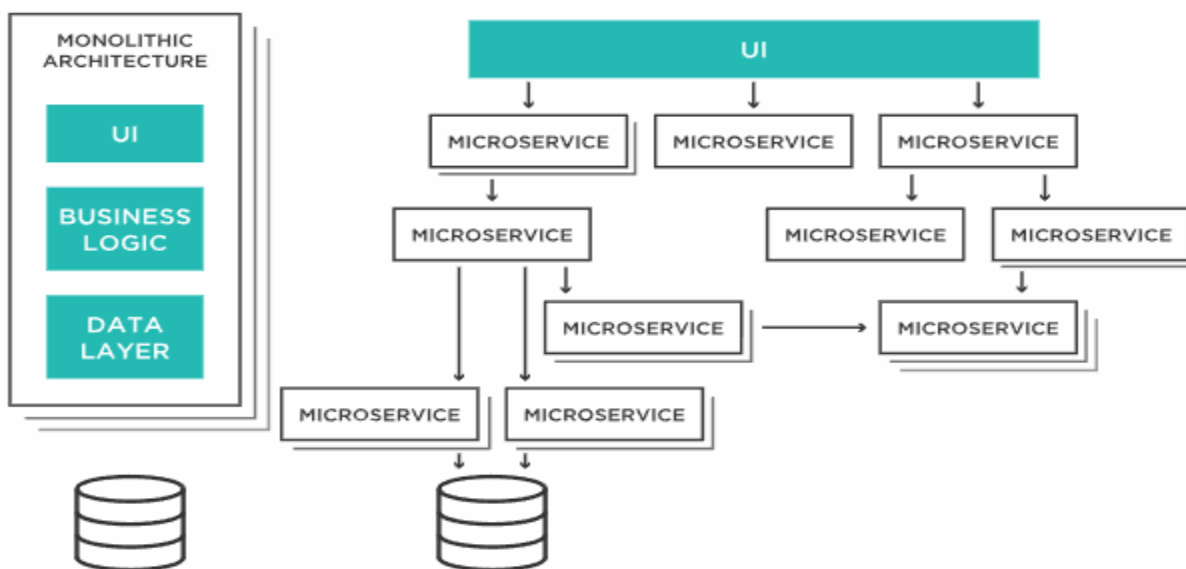 MONOLITHIC
ARCHITECTURE
UI
BUSINESS
LOGIC
DATA
LAYER
UI
MICROSERVICE
MICROSERVICE
MICROSERVICE
MICROSERVICE
MICROSERVICE
MICROSERVICE
MICROSERVICE
MICROSERVICE
MICROSERVICE
MICROSERVICE